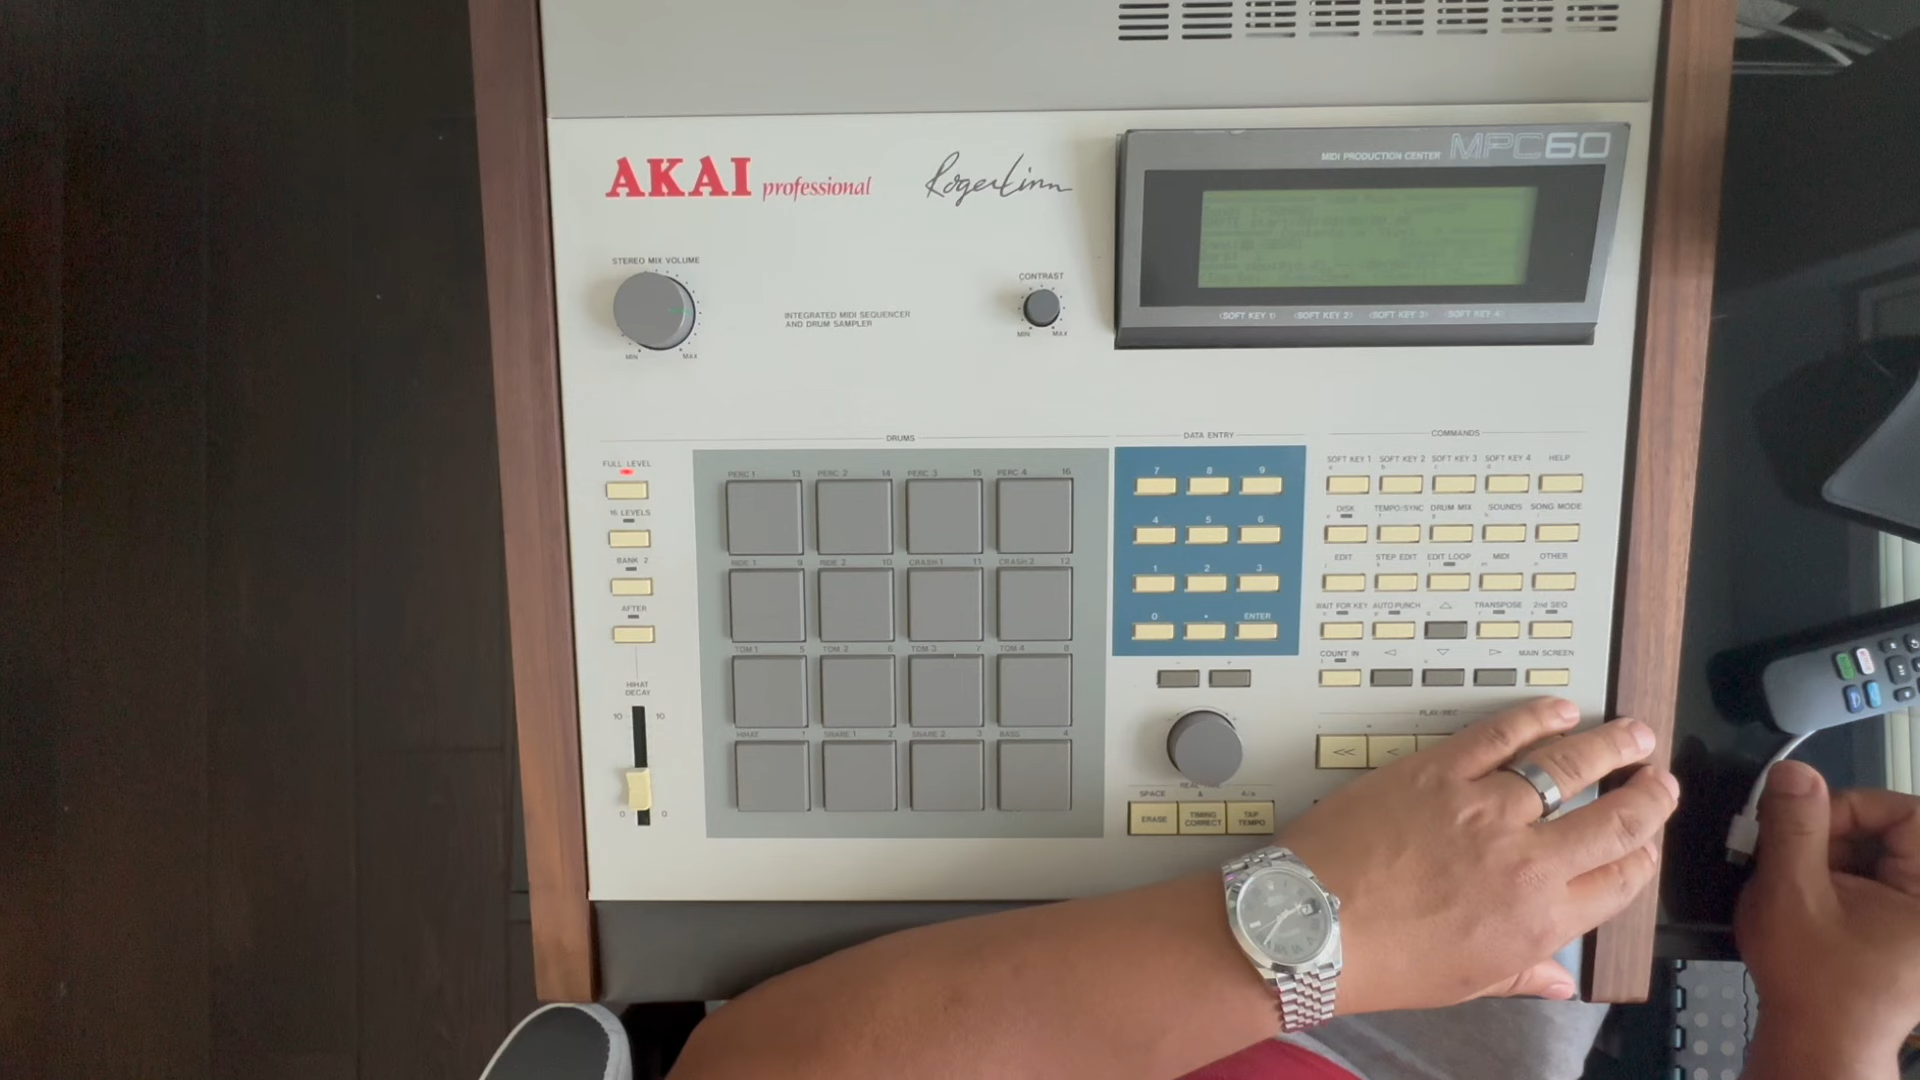 MPC60
MIDI PRODUCTION CENTER
AKAI professional
Roger Linn
STEREO MIX VOLUME
MIN MAX
CONTRAST
MIN MAX
INTEGRATED MIDI SEQUENCER
AND DRUM SAMPLER
<SOFT KEY 1> <SOFT KEY 2> <SOFT KEY 3> <SOFT KEY 4>
DRUMS
DATA ENTRY
COMMANDS
FULL LEVEL
16 LEVELS
BANK 2
AFTER
HIHAT
DECAY
10 10
0 0
PERC 1 13 PERC 2 14 PERC 3 15 PERC 4 16
RIDE 1 9 RIDE 2 10 CRASH 1 11 CRASH 2 12
TOM 1 5 TOM 2 6 TOM 3 7 TOM 4 8
HIHAT 1 SNARE 1 2 SNARE 2 3 BASS 4
7 8 9
4 5 6
1 2 3
0 • ENTER
- +
SOFT KEY 1 SOFT KEY 2 SOFT KEY 3 SOFT KEY 4 HELP
DISK TEMPO/SYNC DRUM MIX SOUNDS SONG MODE
EDIT STEP EDIT EDIT LOOP MIDI OTHER
WAIT FOR KEY AUTO PUNCH △ TRANSPOSE 2nd SEQ
COUNT IN ◁ ▽ ▷ MAIN SCREEN
PLAY/REC
<< <
SPACE
ERASE
TIMING
CORRECT
TAP
TEMPO